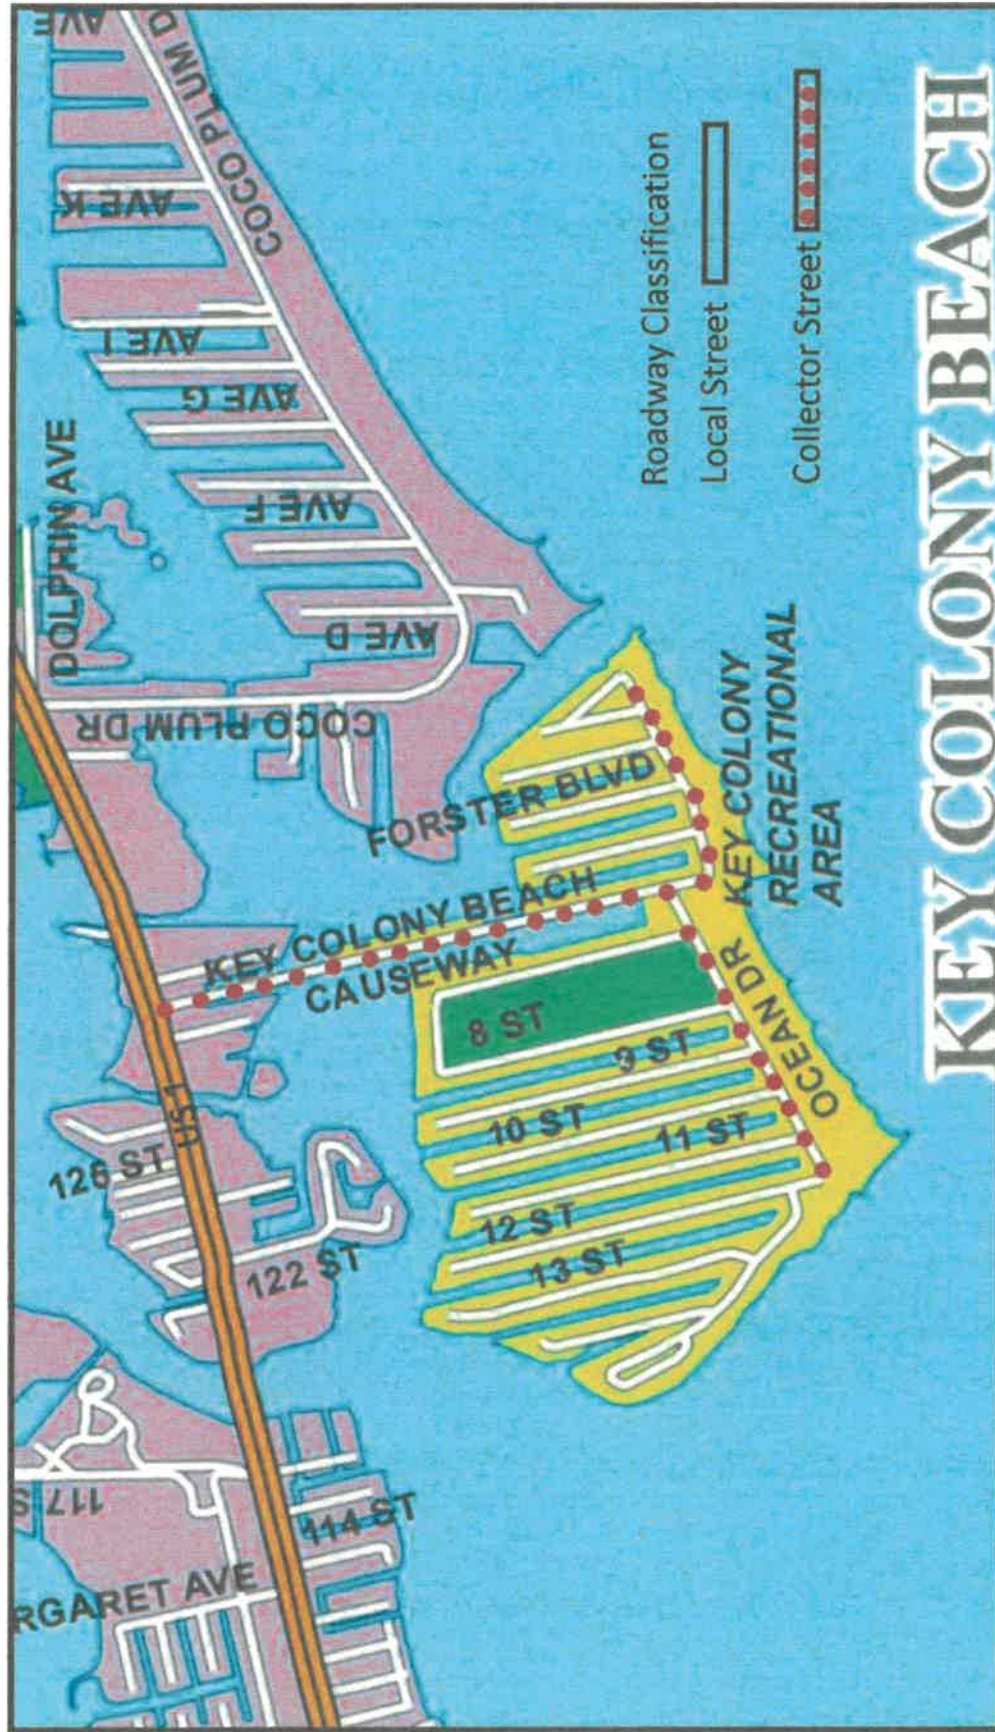 AVE
COCO PLUM D
AVE K
AVE I
AVE G
AVE F
AVE D
DOLPHIN AVE
COCO PLUM DR
US 1
126 ST
122 ST
117 S
114 ST
RGARET AVE
FORSTER BLVD
KEY COLONY BEACH
CAUSEWAY
8 ST
9 ST
10 ST
11 ST
12 ST
13 ST
OCEAN DR
KEY COLONY
RECREATIONAL
AREA
Roadway Classification
Local Street
Collector Street
KEY COLONY BEACH